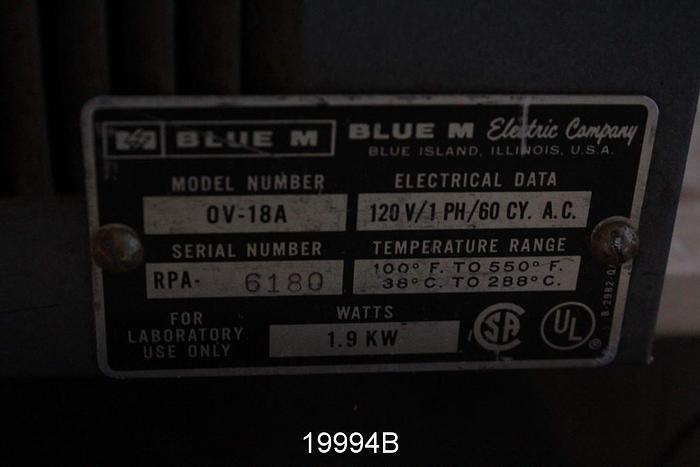 BLUE M BLUE M Electric Company
BLUE ISLAND, ILLINOIS, U.S.A.
MODEL NUMBER ELECTRICAL DATA
OV-18A 120 V/1 PH/60 CY. A.C.
SERIAL NUMBER TEMPERATURE RANGE
RPA- 6180 100° F. TO 550° F.
38° C. TO 288° C.
FOR LABORATORY USE ONLY
WATTS
1.9 KW
SA UL ®
19994B